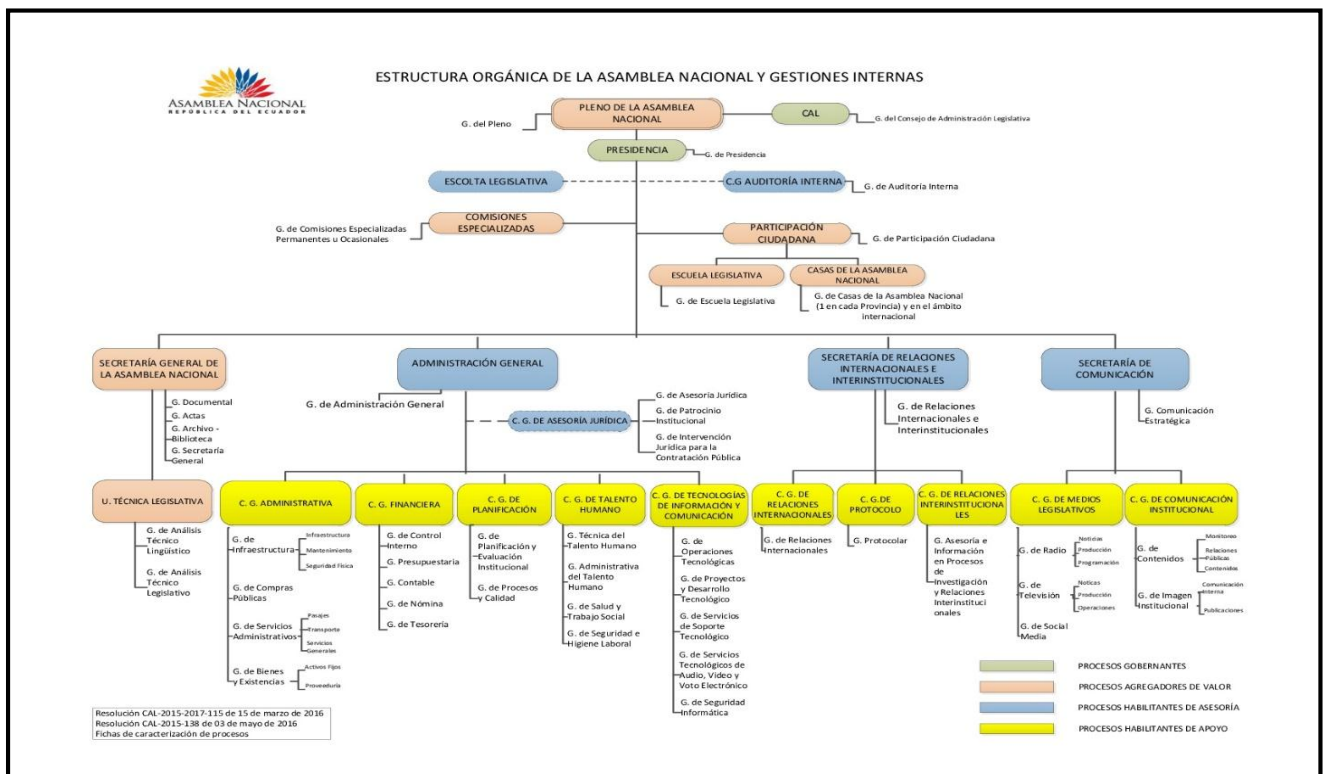 ESTRUCTURA ORGÁNICA DE LA ASAMBLEA NACIONAL Y GESTIONES INTERNAS
ASAMBLEA NACIONAL
REPÚBLICA DEL ECUADOR
PLENO DE LA ASAMBLEA
NACIONAL
G. del Pleno
CAL
G. del Consejo de Administración Legislativa
PRESIDENCIA
G. de Presidencia
ESCOLTA LEGISLATIVA
C.G AUDITORÍA INTERNA
G. de Auditoría Interna
COMISIONES
ESPECIALIZADAS
G. de Comisiones Especializadas
Permanentes u Ocasionales
PARTICIPACIÓN
CIUDADANA
G. de Participación Ciudadana
ESCUELA LEGISLATIVA
G. de Escuela Legislativa
CASAS DE LA ASAMBLEA
NACIONAL
G. de Casas de la Asamblea Nacional
(1 en cada Provincia) y en el ámbito
internacional
SECRETARÍA GENERAL DE
LA ASAMBLEA NACIONAL
G. Documental
G. Actas
G. Archivo -
Biblioteca
G. Secretaría
General
ADMINISTRACIÓN GENERAL
G. de Administración General
C. G. DE ASESORÍA JURÍDICA
G. de Asesoría Jurídica
G. de Patrocinio
Institucional
G. de Intervención
Jurídica para la
Contratación Pública
SECRETARÍA DE RELACIONES
INTERNACIONALES E
INTERINSTITUCIONALES
G. de Relaciones
Internacionales e
Interinstitucionales
SECRETARÍA DE
COMUNICACIÓN
G. Comunicación
Estratégica
U. TÉCNICA LEGISLATIVA
G. de Análisis
Técnico
Lingüístico
G. de Análisis
Técnico
Legislativo
C. G. ADMINISTRATIVA
G. de
Infraestructura
Infraestructura
Mantenimiento
Seguridad Física
G. de Compras
Públicas
G. de Servicios
Administrativos
Pasajes
Transporte
Servicios
Generales
G. de Bienes
y Existencias
Activos Fijos
Proveeduría
C. G. FINANCIERA
G. de Control
Interno
G. Presupuestaria
G. Contable
G. de Nómina
G. de Tesorería
C. G. DE
PLANIFICACIÓN
G. de
Planificación y
Evaluación
Institucional
G. de Procesos
y Calidad
C. G. DE TALENTO
HUMANO
G. Técnica del
Talento Humano
G. Administrativa
del Talento
Humano
G. de Salud y
Trabajo Social
G. de Seguridad e
Higiene Laboral
C. G. DE TECNOLOGÍAS
DE INFORMACIÓN Y
COMUNICACIÓN
G. de
Operaciones
Tecnológicas
G. de Proyectos
y Desarrollo
Tecnológico
G. de Servicios
de Soporte
Tecnológico
G. de Servicios
Tecnológicos de
Audio, Vídeo y
Voto Electrónico
G. de Seguridad
Informática
C. G. DE
RELACIONES
INTERNACIONALES
G. de Relaciones
Internacionales
C. G.DE
PROTOCOLO
G. Protocolar
C. G. DE RELACIONES
INTERINSTITUCIONA
LES
G. Asesoría e
Información
en Procesos
de
Investigación
y Relaciones
Interinstituci
onales
C. G. DE MEDIOS
LEGISLATIVOS
G. de Radio
Noticias
Producción
Programación
G. de
Televisión
Noticas
Producción
Operaciones
G. de Social
Media
C. G. DE COMUNICACIÓN
INSTITUCIONAL
G. de
Contenidos
Monitoreo
Relaciones
Públicas
Contenidos
G. de Imagen
Institucional
Comunicación
Interna
Publicaciones
PROCESOS GOBERNANTES
PROCESOS AGREGADORES DE VALOR
PROCESOS HABILITANTES DE ASESORÍA
PROCESOS HABILITANTES DE APOYO
Resolución CAL-2015-2017-115 de 15 de marzo de 2016
Resolución CAL-2015-138 de 03 de mayo de 2016
Fichas de caracterización de procesos